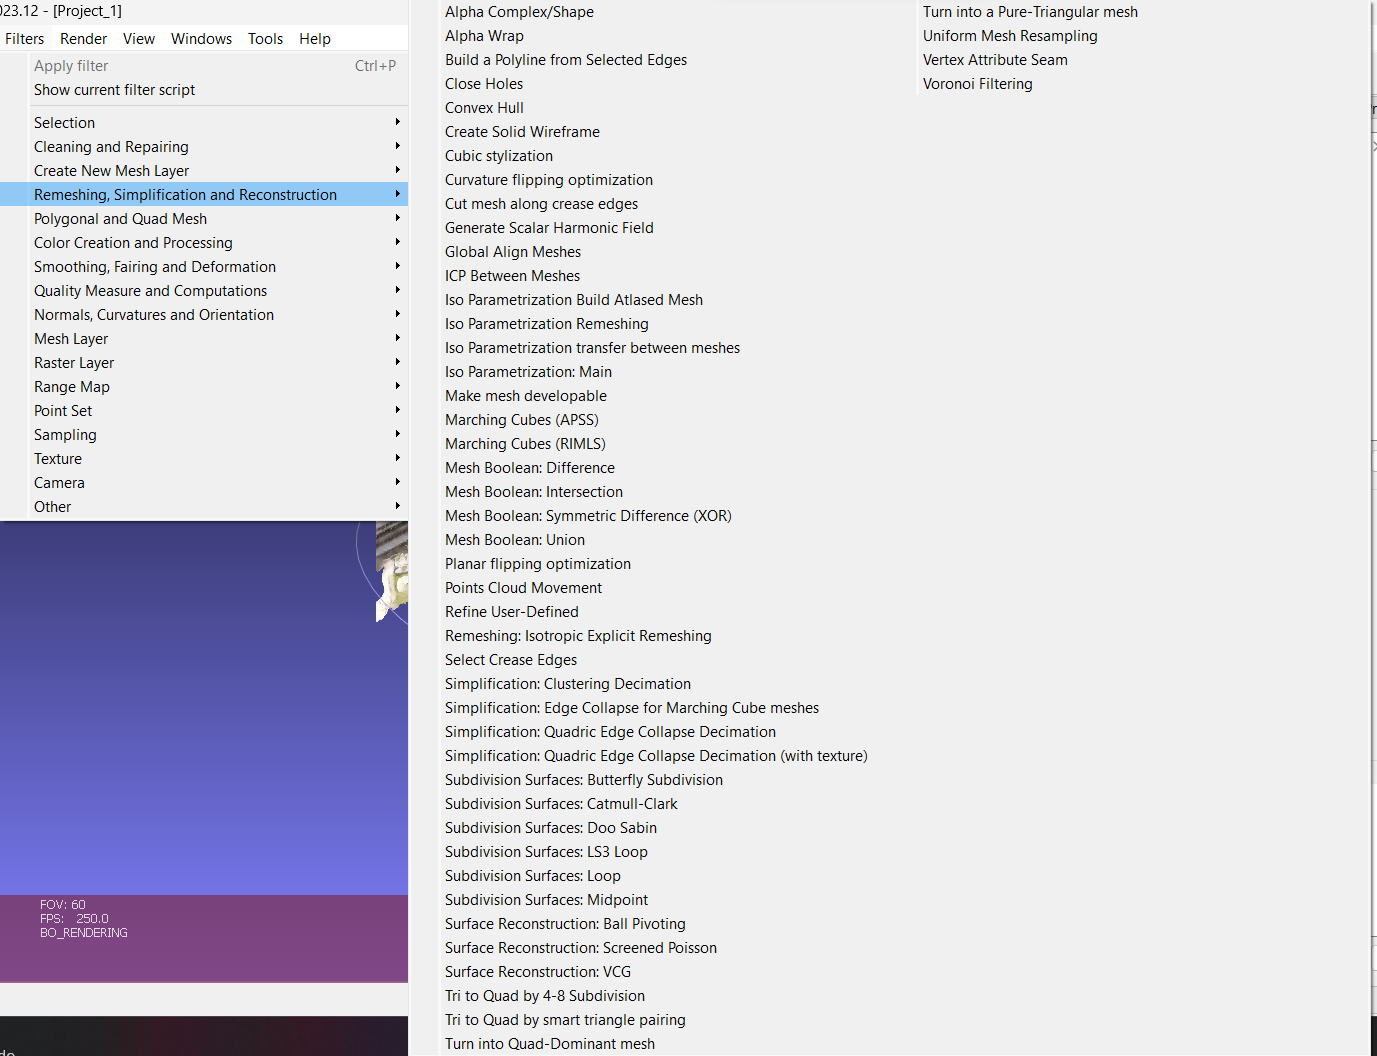 023.12 - [Project_1]
Filters Render View Windows Tools Help
Apply filter Ctrl+P
Show current filter script
Selection
Cleaning and Repairing
Create New Mesh Layer
Remeshing, Simplification and Reconstruction
Polygonal and Quad Mesh
Color Creation and Processing
Smoothing, Fairing and Deformation
Quality Measure and Computations
Normals, Curvatures and Orientation
Mesh Layer
Raster Layer
Range Map
Point Set
Sampling
Texture
Camera
Other
FOV: 60
FPS: 250.0
BO_RENDERING
Alpha Complex/Shape
Alpha Wrap
Build a Polyline from Selected Edges
Close Holes
Convex Hull
Create Solid Wireframe
Cubic stylization
Curvature flipping optimization
Cut mesh along crease edges
Generate Scalar Harmonic Field
Global Align Meshes
ICP Between Meshes
Iso Parametrization Build Atlased Mesh
Iso Parametrization Remeshing
Iso Parametrization transfer between meshes
Iso Parametrization: Main
Make mesh developable
Marching Cubes (APSS)
Marching Cubes (RIMLS)
Mesh Boolean: Difference
Mesh Boolean: Intersection
Mesh Boolean: Symmetric Difference (XOR)
Mesh Boolean: Union
Planar flipping optimization
Points Cloud Movement
Refine User-Defined
Remeshing: Isotropic Explicit Remeshing
Select Crease Edges
Simplification: Clustering Decimation
Simplification: Edge Collapse for Marching Cube meshes
Simplification: Quadric Edge Collapse Decimation
Simplification: Quadric Edge Collapse Decimation (with texture)
Subdivision Surfaces: Butterfly Subdivision
Subdivision Surfaces: Catmull-Clark
Subdivision Surfaces: Doo Sabin
Subdivision Surfaces: LS3 Loop
Subdivision Surfaces: Loop
Subdivision Surfaces: Midpoint
Surface Reconstruction: Ball Pivoting
Surface Reconstruction: Screened Poisson
Surface Reconstruction: VCG
Tri to Quad by 4-8 Subdivision
Tri to Quad by smart triangle pairing
Turn into Quad-Dominant mesh
Turn into a Pure-Triangular mesh
Uniform Mesh Resampling
Vertex Attribute Seam
Voronoi Filtering